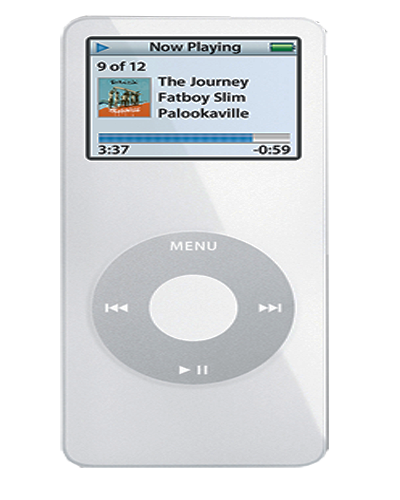 Now Playing
9 of 12
The Journey
Fatboy Slim
Palookaville
3:37 -0:59
MENU